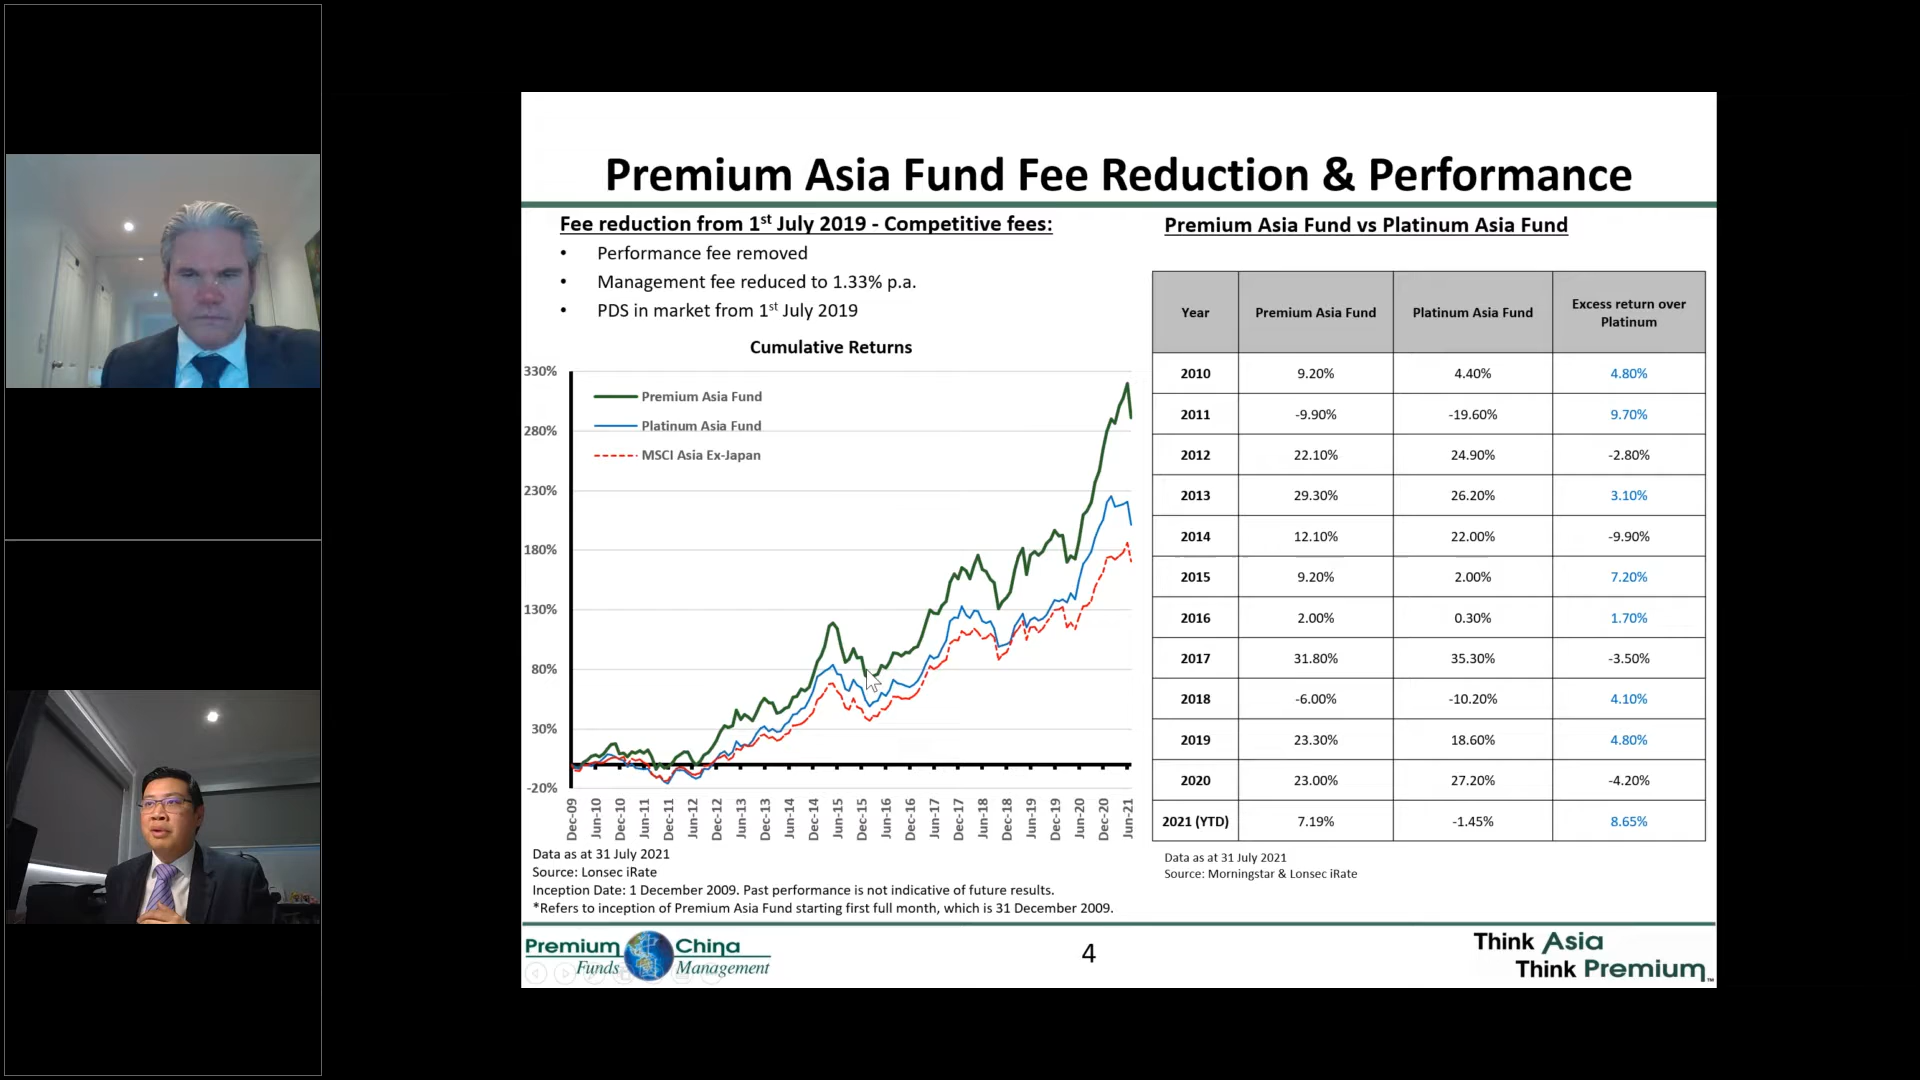 Premium Asia Fund Fee Reduction & Performance
Fee reduction from 1st July 2019 - Competitive fees:
• Performance fee removed
• Management fee reduced to 1.33% p.a.
• PDS in market from 1st July 2019
Cumulative Returns
330%
280%
230%
180%
130%
80%
30%
-20%
Premium Asia Fund
Platinum Asia Fund
MSCI Asia Ex-Japan
Dec-09 Jun-10 Dec-10 Jun-11 Dec-11 Jun-12 Dec-12 Jun-13 Dec-13 Jun-14 Dec-14 Jun-15 Dec-15 Jun-16 Dec-16 Jun-17 Dec-17 Jun-18 Dec-18 Jun-19 Dec-19 Jun-20 Dec-20 Jun-21
Data as at 31 July 2021
Source: Lonsec iRate
Inception Date: 1 December 2009. Past performance is not indicative of future results.
*Refers to inception of Premium Asia Fund starting first full month, which is 31 December 2009.
Premium Asia Fund vs Platinum Asia Fund
Year Premium Asia Fund Platinum Asia Fund Excess return over Platinum
2010 9.20% 4.40% 4.80%
2011 -9.90% -19.60% 9.70%
2012 22.10% 24.90% -2.80%
2013 29.30% 26.20% 3.10%
2014 12.10% 22.00% -9.90%
2015 9.20% 2.00% 7.20%
2016 2.00% 0.30% 1.70%
2017 31.80% 35.30% -3.50%
2018 -6.00% -10.20% 4.10%
2019 23.30% 18.60% 4.80%
2020 23.00% 27.20% -4.20%
2021 (YTD) 7.19% -1.45% 8.65%
Data as at 31 July 2021
Source: Morningstar & Lonsec iRate
Premium China
Funds Management
4
Think Asia
Think Premium™